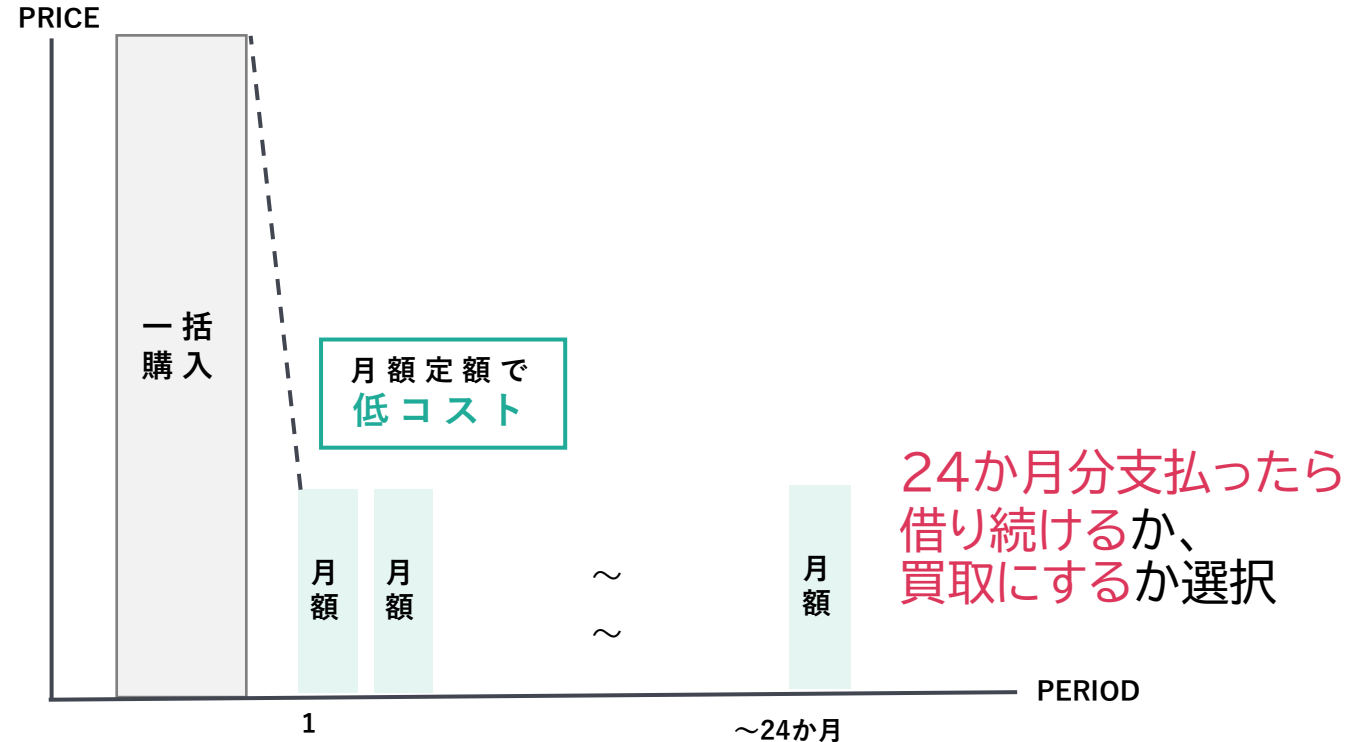 PRICE
一括
購入
月額定額で
低コスト
24か月分支払ったら
借り続けるか、
買取にするか選択
月
額
月
額
～
～
月
額
PERIOD
1
～24か月